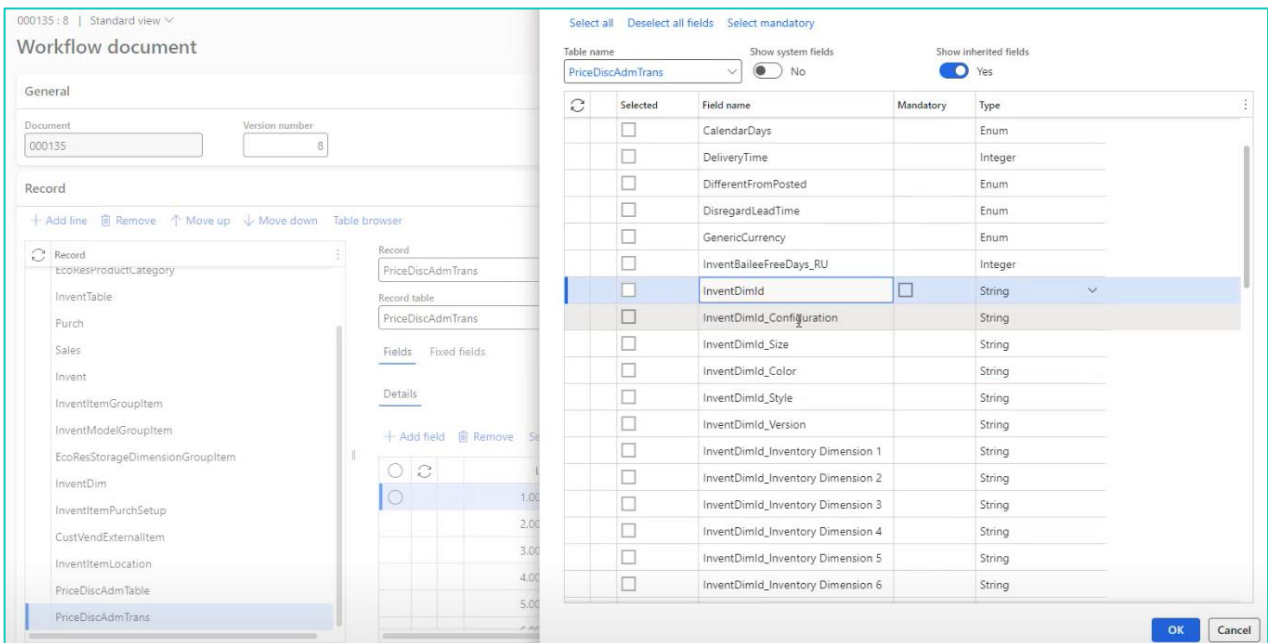 000135 : 8 | Standard view
Workflow document
General
Document
Version number
000135
8
Record
Add line Remove Move up Move down Table browser
Record
EcoResProductCategory
InventTable
Purch
Sales
Invent
InventItemGroupItem
InventModelGroupItem
EcoResStorageDimensionGroupItem
InventDim
InventItemPurchSetup
CustVendExternalItem
InventItemLocation
PriceDiscAdmTable
PriceDiscAdmTrans
Record
PriceDiscAdmTrans
Record table
PriceDiscAdmTrans
Fields Fixed fields
Details
Add field Remove
1.00
2.00
3.00
4.00
5.00
Select all Deselect all fields Select mandatory
Table name Show system fields Show inherited fields
PriceDiscAdmTrans No Yes
Selected Field name Mandatory Type
CalendarDays Enum
DeliveryTime Integer
DifferentFromPosted Enum
DisregardLeadTime Enum
GenericCurrency Enum
InventBaileeFreeDays_RU Integer
InventDimId String
InventDimId_Configuration String
InventDimId_Size String
InventDimId_Color String
InventDimId_Style String
InventDimId_Version String
InventDimId_Inventory Dimension 1 String
InventDimId_Inventory Dimension 2 String
InventDimId_Inventory Dimension 3 String
InventDimId_Inventory Dimension 4 String
InventDimId_Inventory Dimension 5 String
InventDimId_Inventory Dimension 6 String
OK Cancel